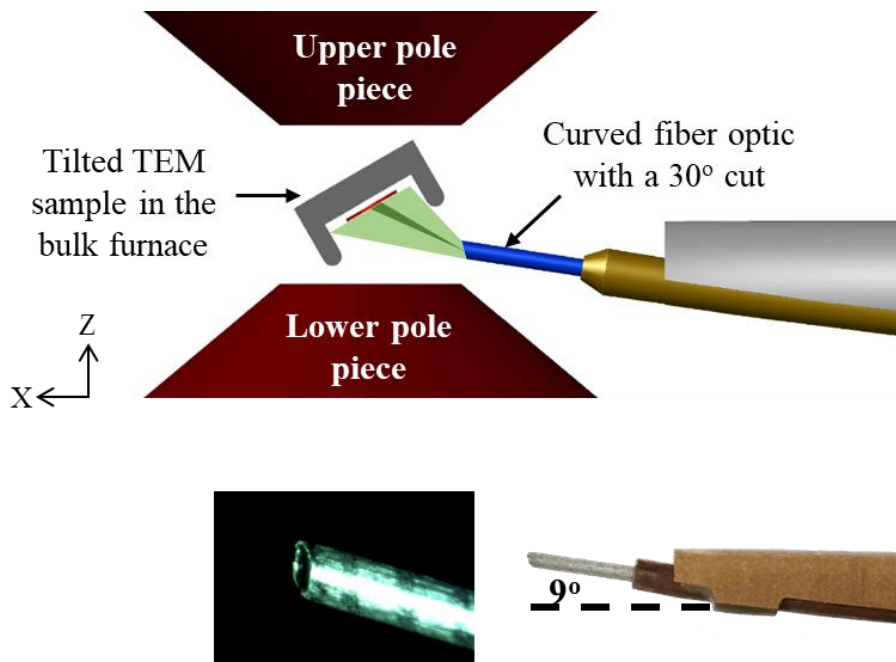 Upper pole
piece
Tilted TEM
sample in the
bulk furnace
Curved fiber optic
with a 30° cut
Lower pole
piece
Z
X
9°